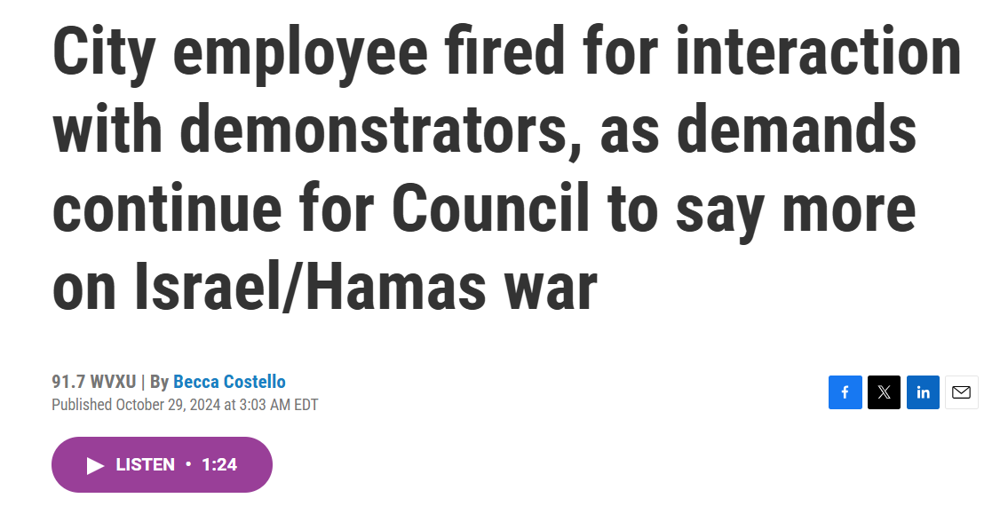 City employee fired for interaction
with demonstrators, as demands
continue for Council to say more
on Israel/Hamas war
91.7 WVXU | By Becca Costello
Published October 29, 2024 at 3:03 AM EDT
f X in
LISTEN • 1:24